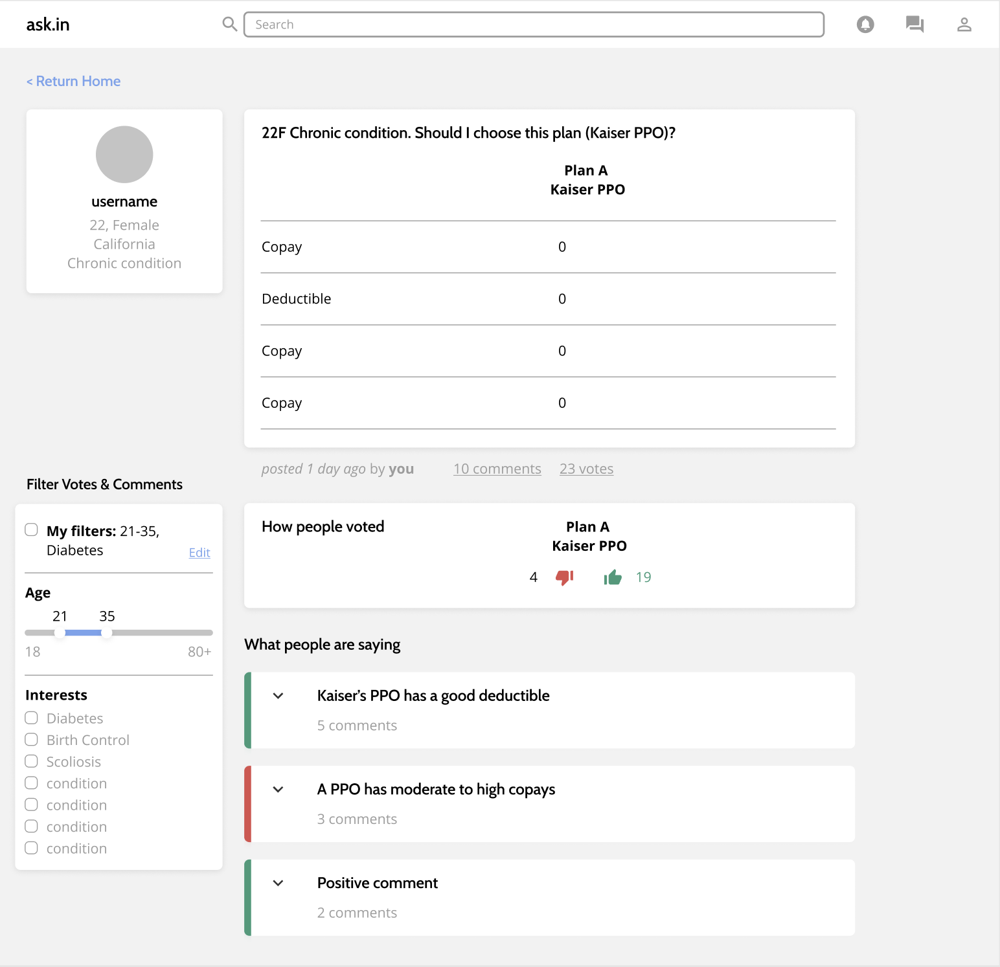 ask.in
Search
< Return Home
username
22, Female
California
Chronic condition
22F Chronic condition. Should I choose this plan (Kaiser PPO)?
Plan A
Kaiser PPO
Copay 0
Deductible 0
Copay 0
Copay 0
posted 1 day ago by you 10 comments 23 votes
Filter Votes & Comments
My filters: 21-35,
Diabetes
Edit
Age
21 35
18 80+
Interests
Diabetes
Birth Control
Scoliosis
condition
condition
condition
condition
How people voted
Plan A
Kaiser PPO
4 19
What people are saying
Kaiser’s PPO has a good deductible
5 comments
A PPO has moderate to high copays
3 comments
Positive comment
2 comments